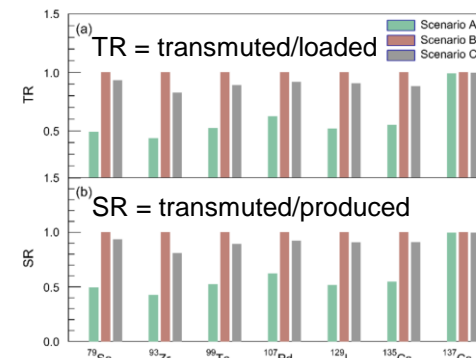 1.5
(a)
TR = transmuted/loaded
Scenario A
Scenario B
Scenario C
1.0
TR
0.5
1.5
(b)
SR = transmuted/produced
1.0
SR
0.5
0.0
⁷⁹Se ⁹³Zr ⁹⁹Tc ¹⁰⁷Pd ¹²⁹I ¹³⁵Cs ¹³⁷Cs